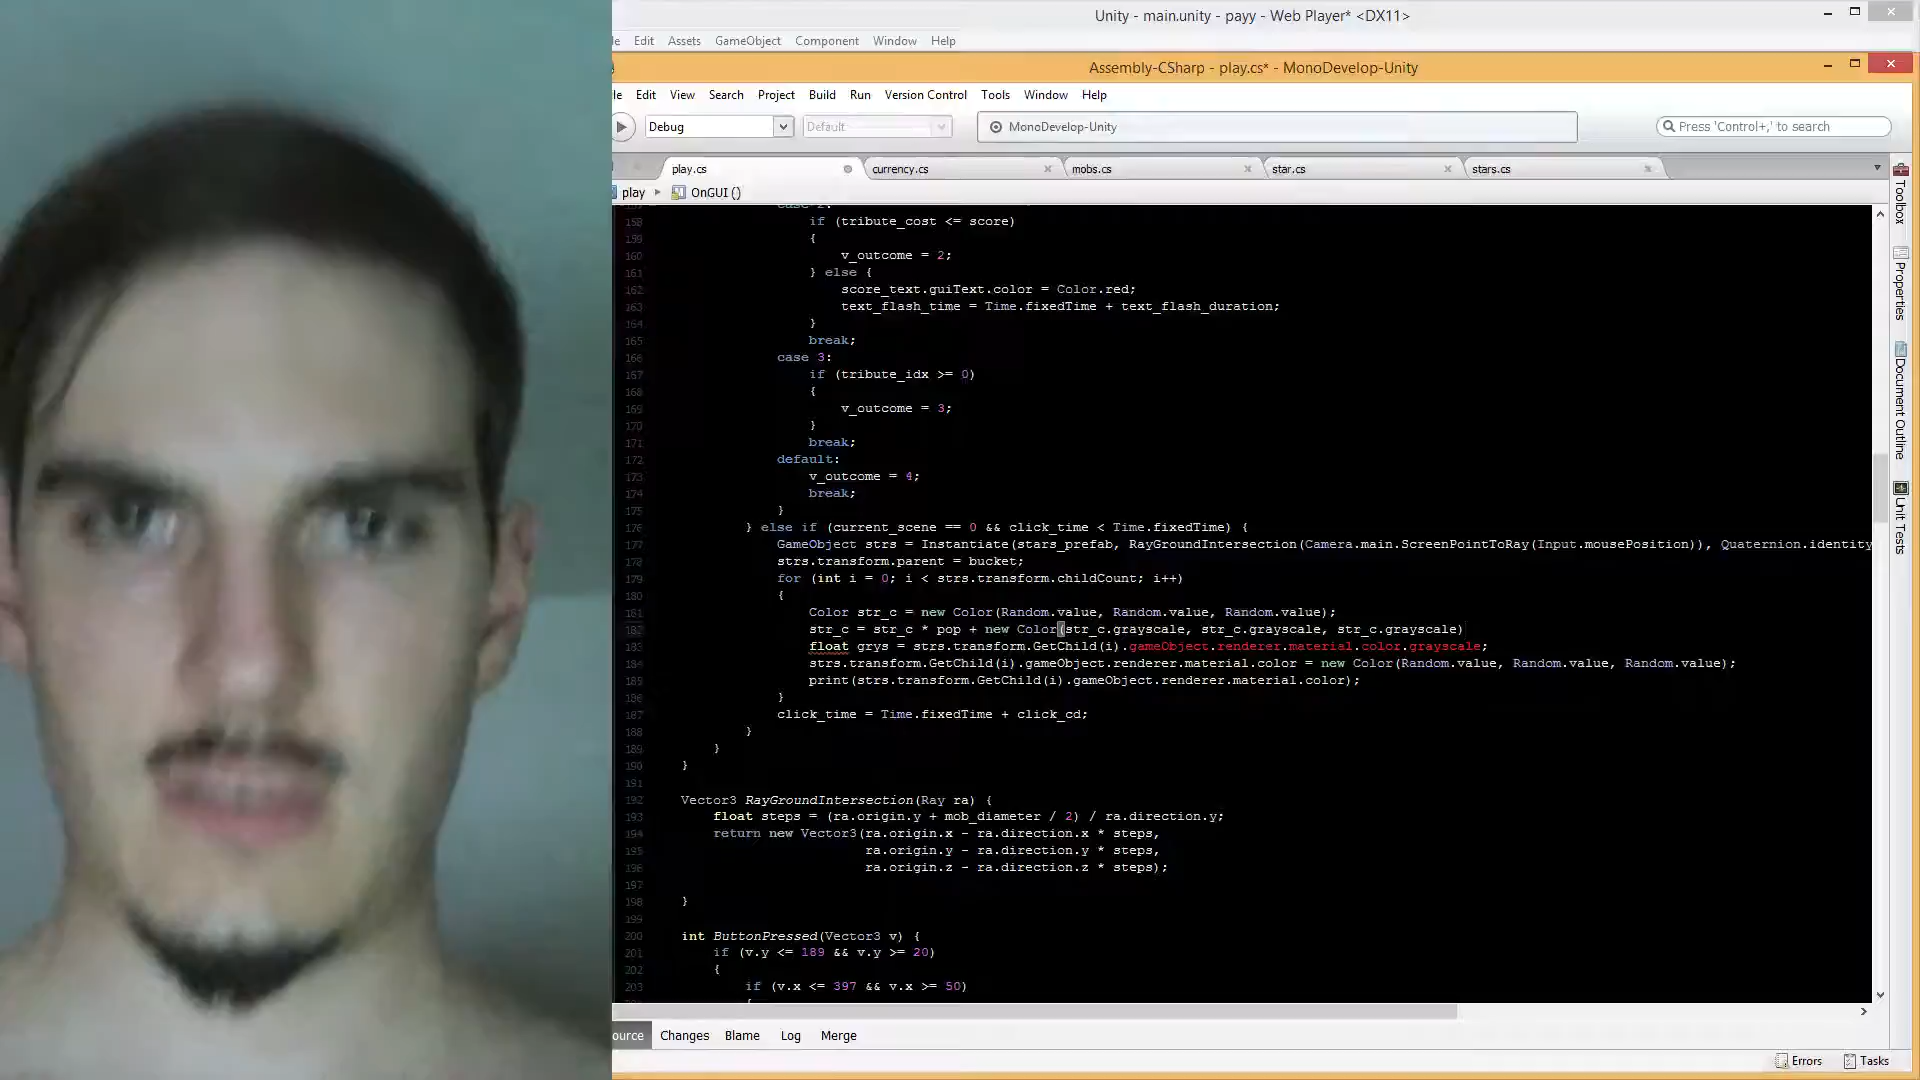 Unity - main.unity - payy - Web Player* <DX11>
Edit Assets GameObject Component Window Help
Assembly-CSharp - play.cs* - MonoDevelop-Unity
Edit View Search Project Build Run Version Control Tools Window Help
Debug Default MonoDevelop-Unity Press 'Control+,' to search
play.cs currency.cs mobs.cs star.cs stars.cs
play OnGUI ()
158 if (tribute_cost <= score)
159 {
160 v_outcome = 2;
161 } else {
162 score_text.guiText.color = Color.red;
163 text_flash_time = Time.fixedTime + text_flash_duration;
164 }
165 break;
166 case 3:
167 if (tribute_idx >= 0)
168 {
169 v_outcome = 3;
170 }
171 break;
172 default:
173 v_outcome = 4;
174 break;
175 }
176 } else if (current_scene == 0 && click_time < Time.fixedTime) {
177 GameObject strs = Instantiate(stars_prefab, RayGroundIntersection(Camera.main.ScreenPointToRay(Input.mousePosition)), Quaternion.identity
178 strs.transform.parent = bucket;
179 for (int i = 0; i < strs.transform.childCount; i++)
180 {
181 Color str_c = new Color(Random.value, Random.value, Random.value);
182 str_c = str_c * pop + new Color(str_c.grayscale, str_c.grayscale, str_c.grayscale)
183 float grys = strs.transform.GetChild(i).gameObject.renderer.material.color.grayscale;
184 strs.transform.GetChild(i).gameObject.renderer.material.color = new Color(Random.value, Random.value, Random.value);
185 print(strs.transform.GetChild(i).gameObject.renderer.material.color);
186 }
187 click_time = Time.fixedTime + click_cd;
188 }
189 }
190 }
191
192 Vector3 RayGroundIntersection(Ray ra) {
193 float steps = (ra.origin.y + mob_diameter / 2) / ra.direction.y;
194 return new Vector3(ra.origin.x - ra.direction.x * steps,
195 ra.origin.y - ra.direction.y * steps,
196 ra.origin.z - ra.direction.z * steps);
197
198 }
199
200 int ButtonPressed(Vector3 v) {
201 if (v.y <= 189 && v.y >= 20)
202 {
203 if (v.x <= 397 && v.x >= 50)
Changes Blame Log Merge
Errors Tasks
Toolbox
Properties
Document Outline
Unit Tests